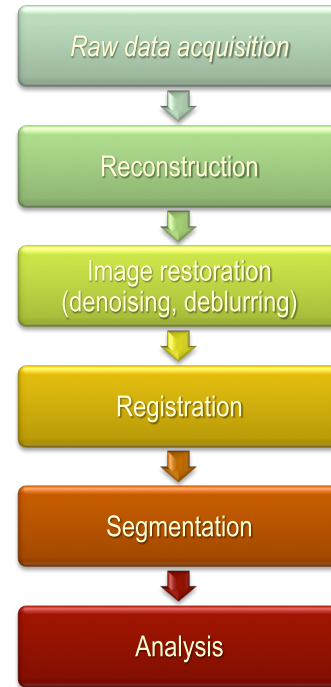 Raw data acquisition
Reconstruction
Image restoration
(denoising, deblurring)
Registration
Segmentation
Analysis